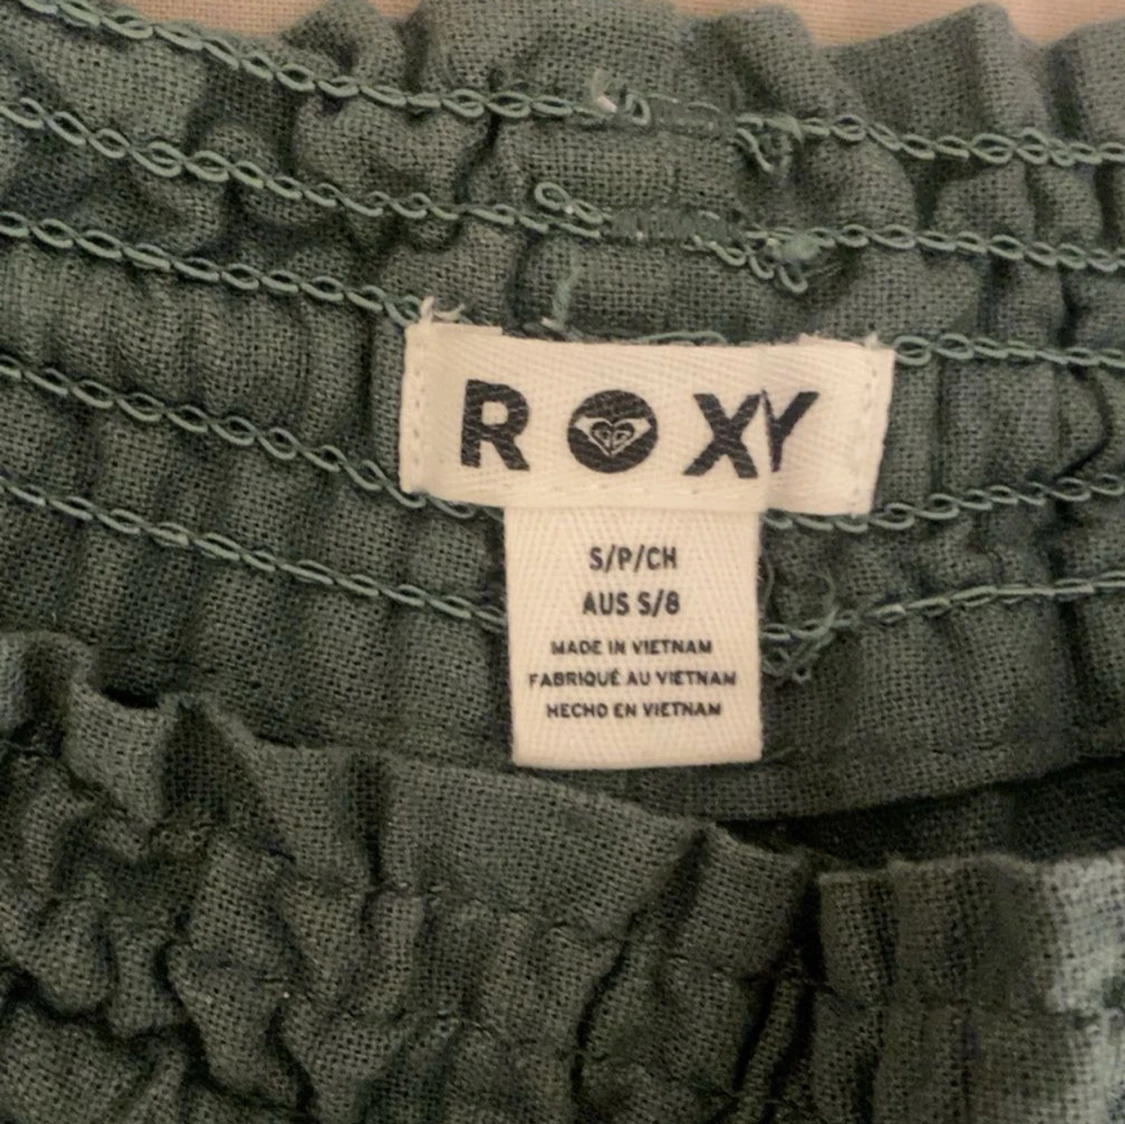 ROXY
S/P/CH
AUS S/8
MADE IN VIETNAM
FABRIQUÉ AU VIETNAM
HECHO EN VIETNAM